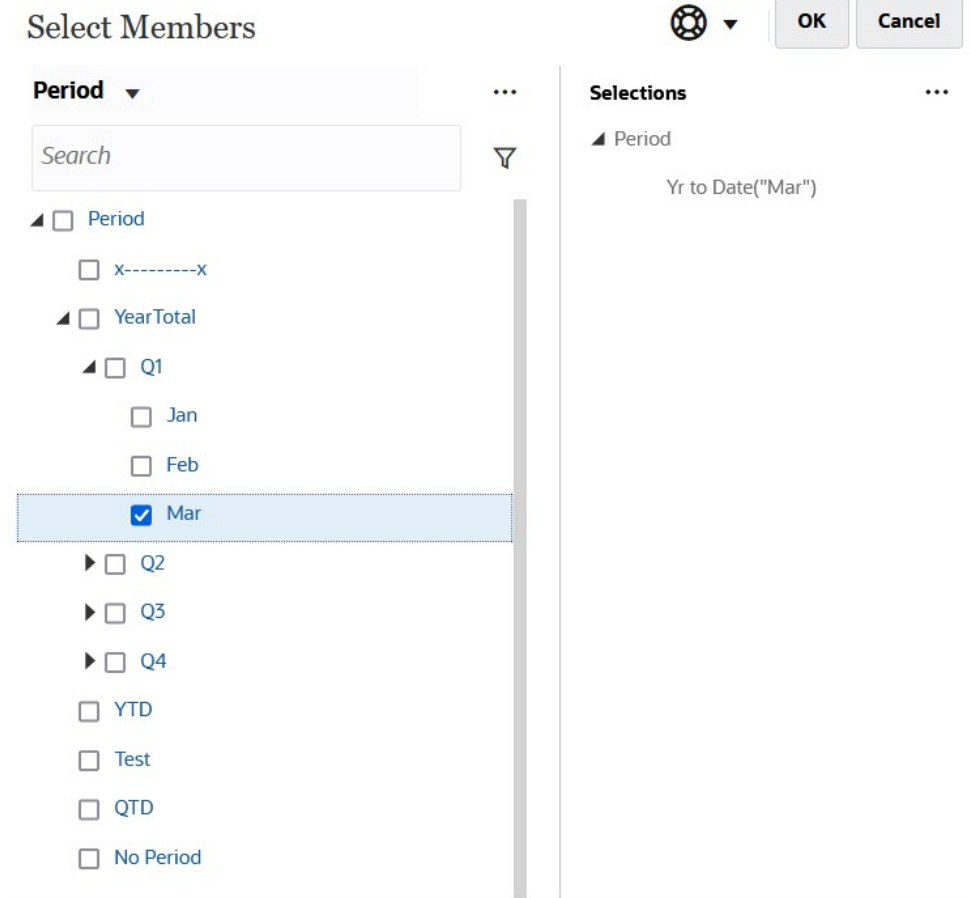 Select Members
OK
Cancel
Period
Search
Period
x---------x
YearTotal
Q1
Jan
Feb
Mar
Q2
Q3
Q4
YTD
Test
QTD
No Period
Selections
Period
Yr to Date("Mar")